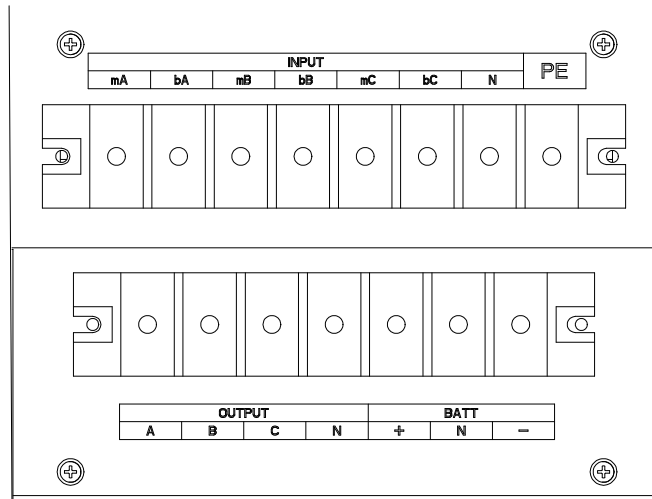 INPUT PE
mA bA mB bB mC bC N
OUTPUT BATT
A B C N + N −